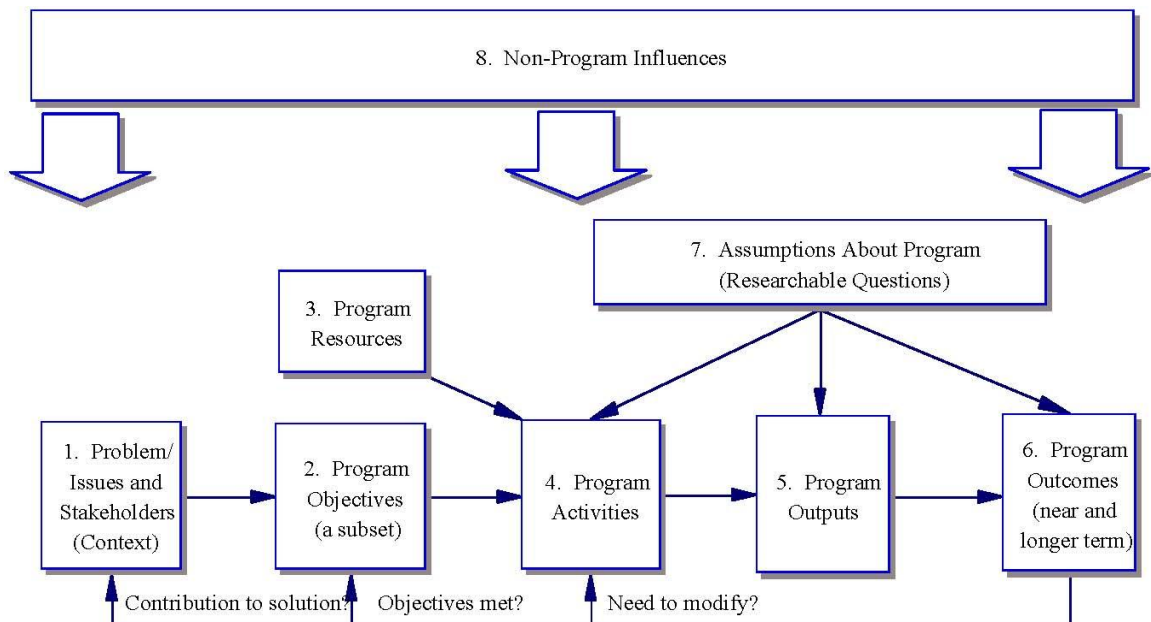 8. Non-Program Influences
7. Assumptions About Program
(Researchable Questions)
3. Program
Resources
1. Problem/
Issues and
Stakeholders
(Context)
2. Program
Objectives
(a subset)
4. Program
Activities
5. Program
Outputs
6. Program
Outcomes
(near and
longer term)
Contribution to solution?
Objectives met?
Need to modify?